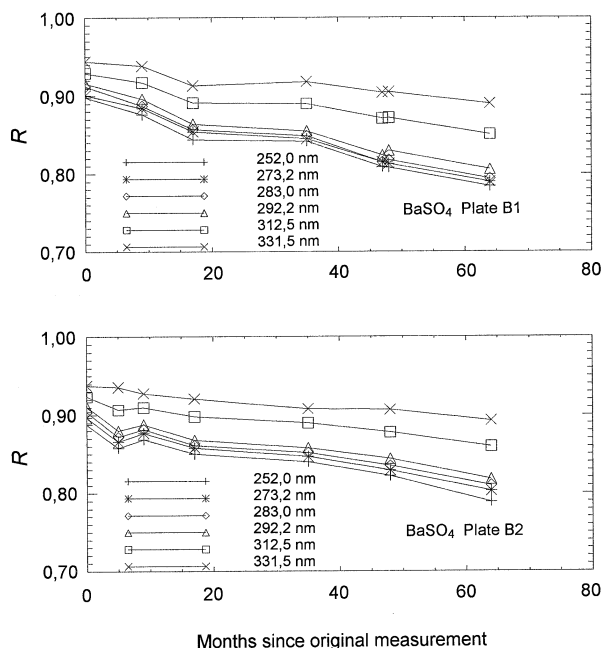 1,00
0,90
0,80
0,70
R
252,0 nm
273,2 nm
283,0 nm
292,2 nm
312,5 nm
331,5 nm
BaSO4 Plate B1
0 20 40 60 80
1,00
0,90
0,80
0,70
R
252,0 nm
273,2 nm
283,0 nm
292,2 nm
312,5 nm
331,5 nm
BaSO4 Plate B2
0 20 40 60 80
Months since original measurement